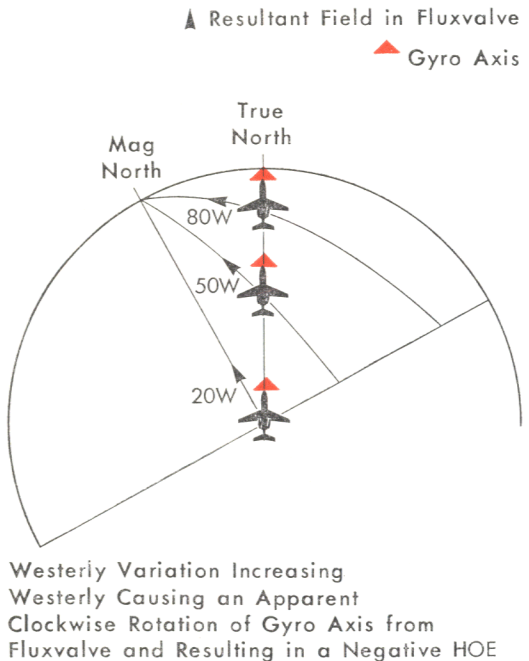 Resultant Field in Fluxvalve
Gyro Axis
True
North
Mag
North
80W
50W
20W
Westerly Variation Increasing
Westerly Causing an Apparent
Clockwise Rotation of Gyro Axis from
Fluxvalve and Resulting in a Negative HOE